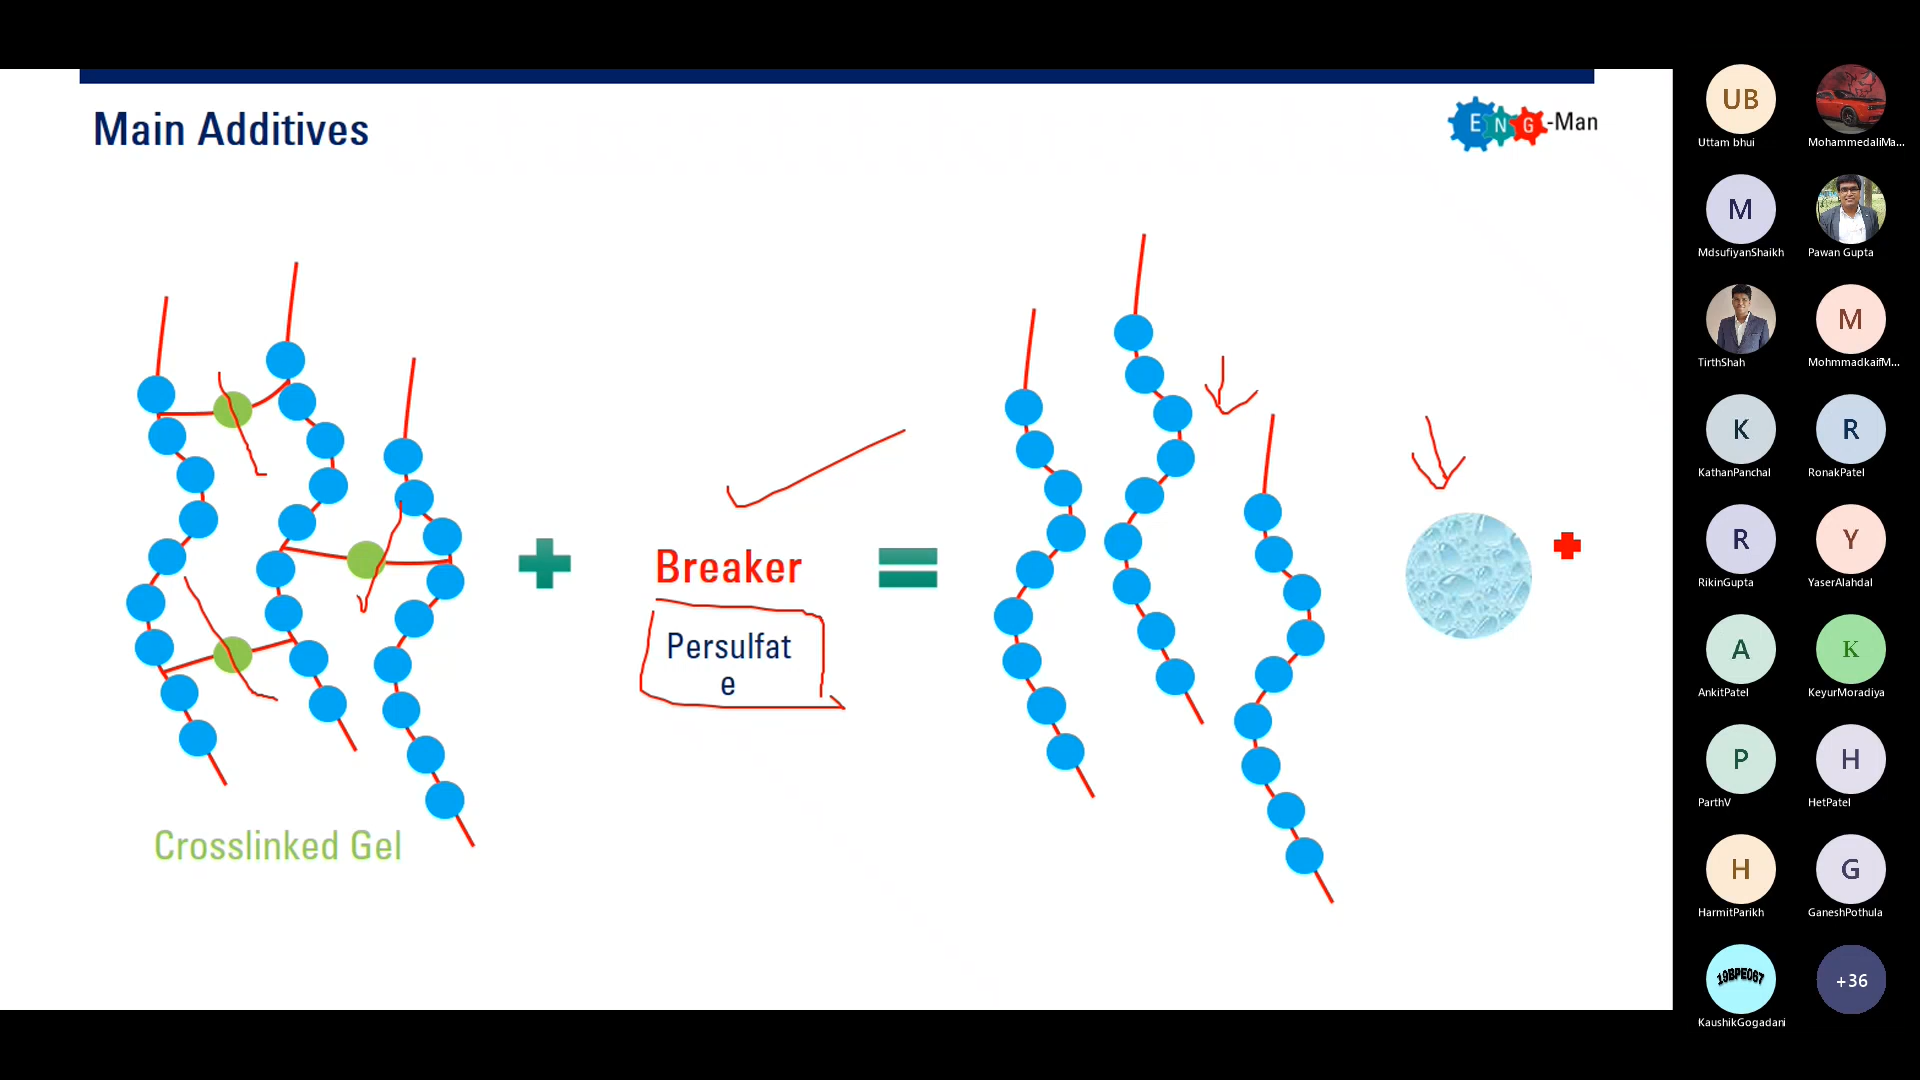 Main Additives
ENG-Man
Breaker
Persulfat
e
Crosslinked Gel
UB
Uttam bhui
MohammedaliMa...
M
MdsufiyanShaikh
Pawan Gupta
TirthShah
M
MohmmadkaifM...
K
KathanPanchal
R
RonakPatel
R
RikinGupta
Y
YaserAlahdal
A
AnkitPatel
K
KeyurMoradiya
P
ParthV
H
HetPatel
H
HarmitParikh
G
GaneshPothula
19BPE067
KaushikGogadani
+36